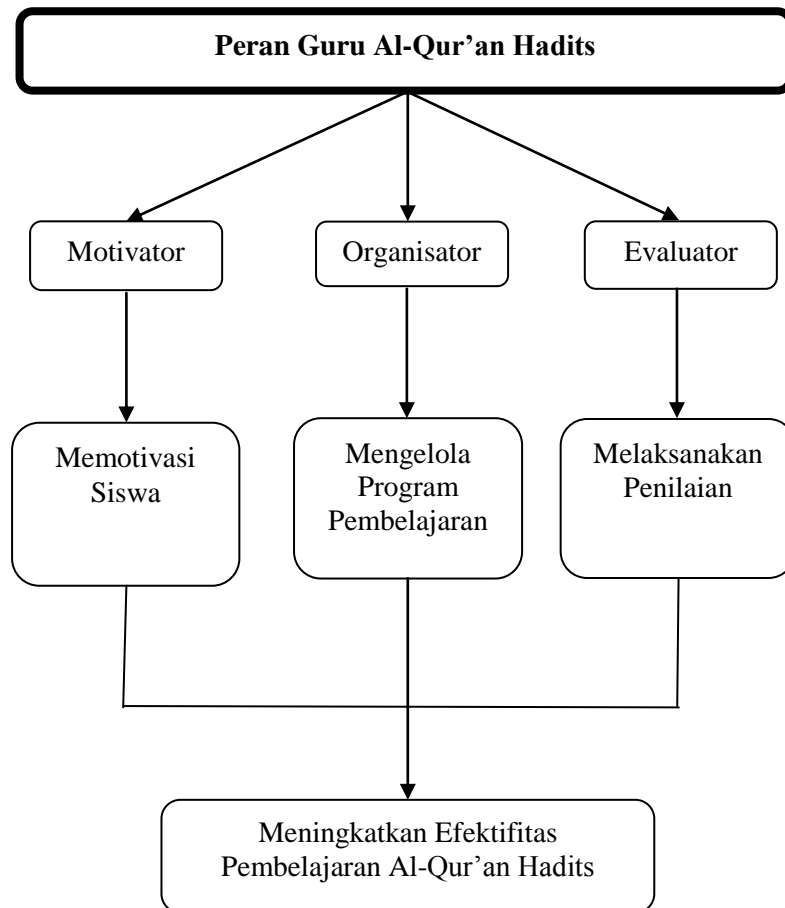 Peran Guru Al-Qur’an Hadits
Motivator
Organisator
Evaluator
Memotivasi
Siswa
Mengelola
Program
Pembelajaran
Melaksanakan
Penilaian
Meningkatkan Efektifitas
Pembelajaran Al-Qur’an Hadits